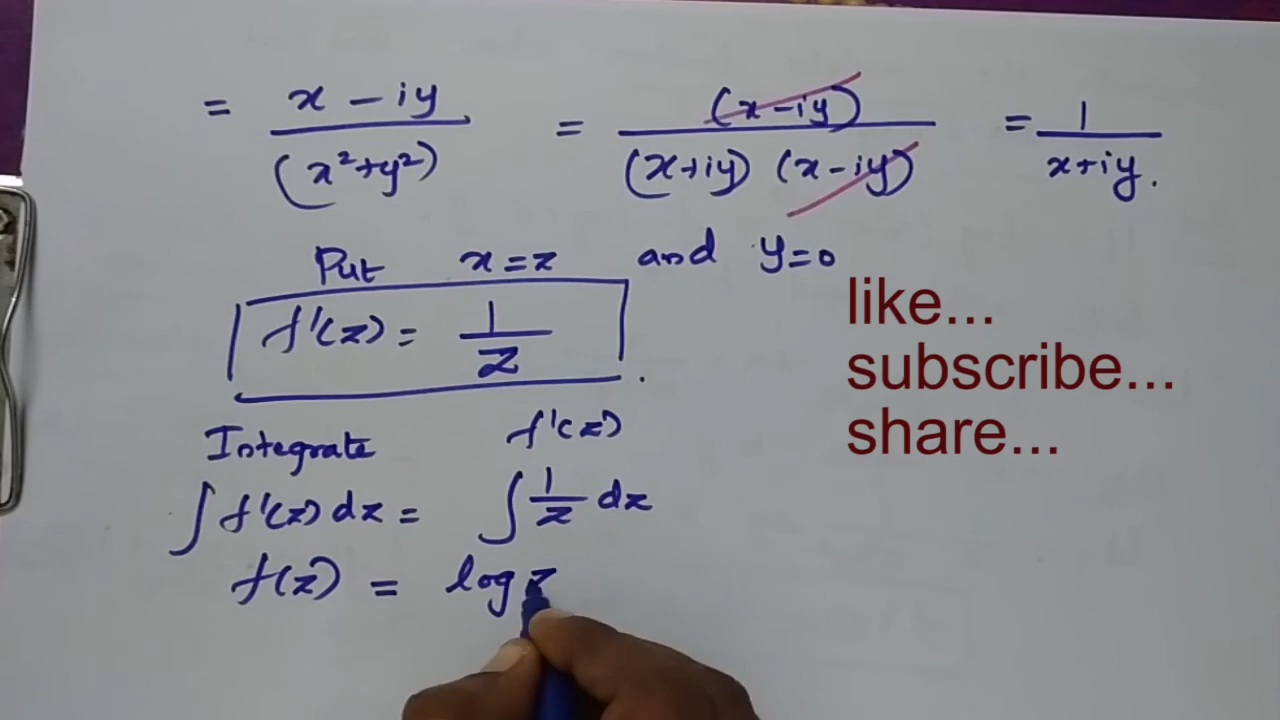 = x - iy / (x²+y²) = (x-iy) / (x+iy) (x-iy) = 1 / x+iy.
Put x=z and y=0
f'(z) = 1/z .
like...
subscribe...
share...
Integrate f'(z)
∫ f'(z) dz = ∫ 1/z dz
f(z) = log z